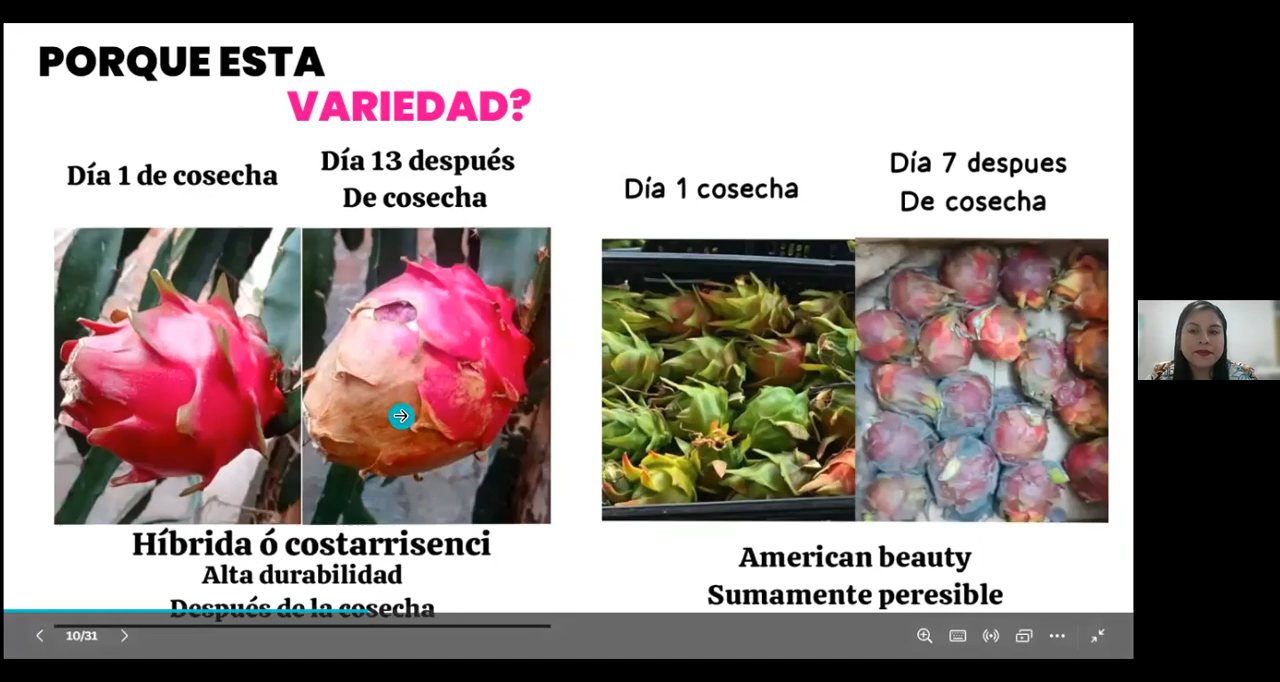 PORQUE ESTA
VARIEDAD?
Día 1 de cosecha
Día 13 después
De cosecha
Día 1 cosecha
Día 7 despues
De cosecha
Híbrida ó costarrisenci
Alta durabilidad
Después de la cosecha
American beauty
Sumamente peresible
10/31